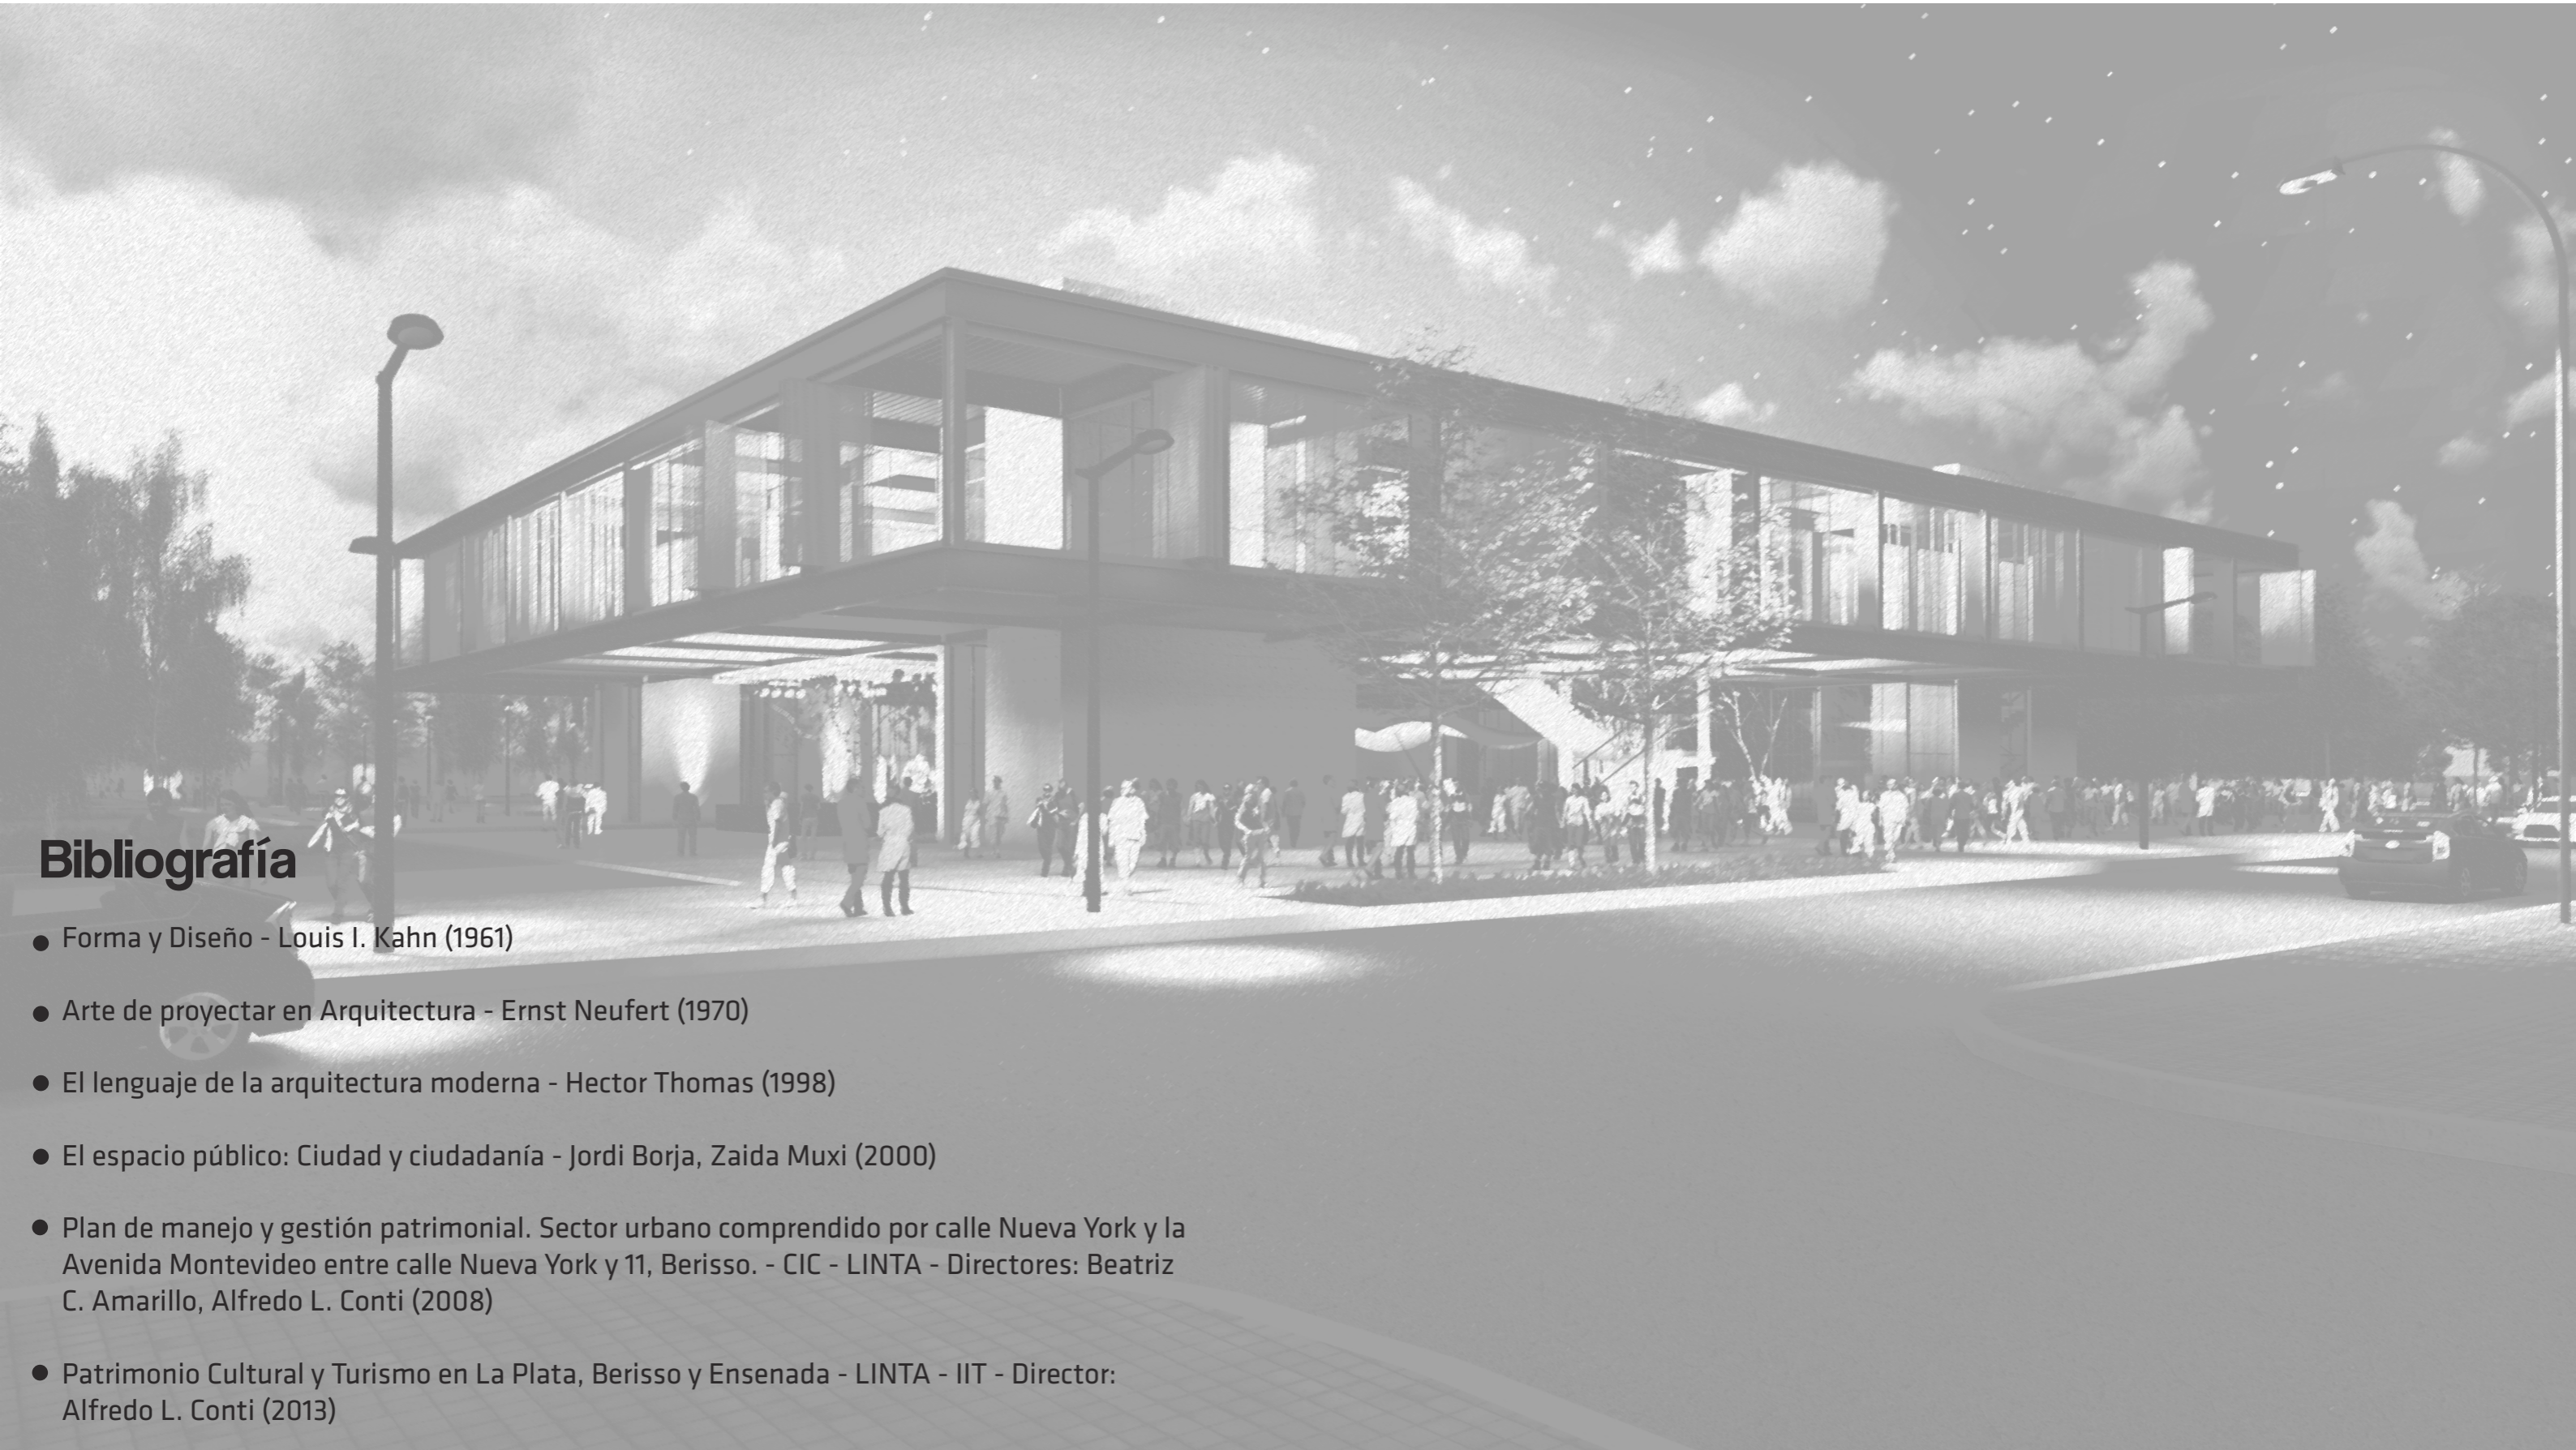 Bibliografía
• Forma y Diseño - Louis I. Kahn (1961)
• Arte de proyectar en Arquitectura - Ernst Neufert (1970)
• El lenguaje de la arquitectura moderna - Hector Thomas (1998)
• El espacio público: Ciudad y ciudadanía - Jordi Borja, Zaida Muxi (2000)
• Plan de manejo y gestión patrimonial. Sector urbano comprendido por calle Nueva York y la
Avenida Montevideo entre calle Nueva York y 11, Berisso. - CIC - LINTA - Directores: Beatriz
C. Amarillo, Alfredo L. Conti (2008)
• Patrimonio Cultural y Turismo en La Plata, Berisso y Ensenada - LINTA - IIT - Director:
Alfredo L. Conti (2013)